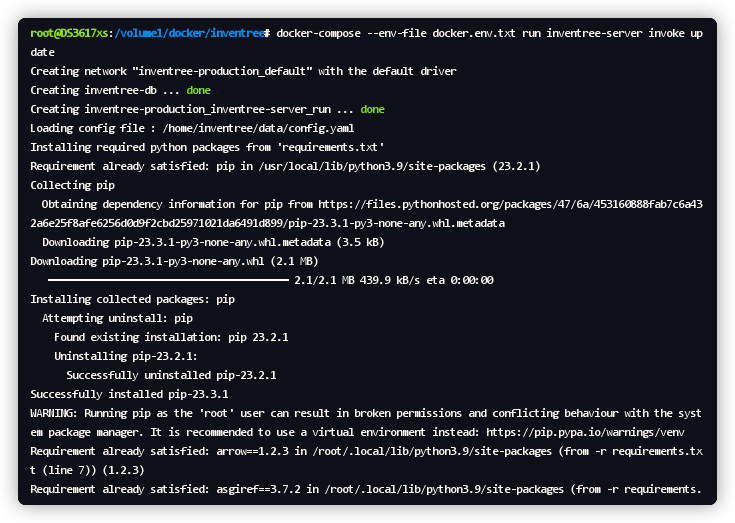 root@DS3617xs:/volume1/docker/inventree# docker-compose --env-file docker.env.txt run inventree-server invoke up
date
Creating network "inventree-production_default" with the default driver
Creating inventree-db ... done
Creating inventree-production_inventree-server_run ... done
Loading config file : /home/inventree/data/config.yaml
Installing required python packages from 'requirements.txt'
Requirement already satisfied: pip in /usr/local/lib/python3.9/site-packages (23.2.1)
Collecting pip
  Obtaining dependency information for pip from https://files.pythonhosted.org/packages/47/6a/453160888fab7c6a43
2a6e25f8afe6256d0d9f2cbd25971021da6491d899/pip-23.3.1-py3-none-any.whl.metadata
  Downloading pip-23.3.1-py3-none-any.whl.metadata (3.5 kB)
Downloading pip-23.3.1-py3-none-any.whl (2.1 MB)
   ━━━━━━━━━━━━━━━━━━━━━━━━━━━━━━━━━━━━━━━━ 2.1/2.1 MB 439.9 kB/s eta 0:00:00
Installing collected packages: pip
  Attempting uninstall: pip
    Found existing installation: pip 23.2.1
    Uninstalling pip-23.2.1:
      Successfully uninstalled pip-23.2.1
Successfully installed pip-23.3.1
WARNING: Running pip as the 'root' user can result in broken permissions and conflicting behaviour with the syst
em package manager. It is recommended to use a virtual environment instead: https://pip.pypa.io/warnings/venv
Requirement already satisfied: arrow==1.2.3 in /root/.local/lib/python3.9/site-packages (from -r requirements.tx
t (line 7)) (1.2.3)
Requirement already satisfied: asgiref==3.7.2 in /root/.local/lib/python3.9/site-packages (from -r requirements.